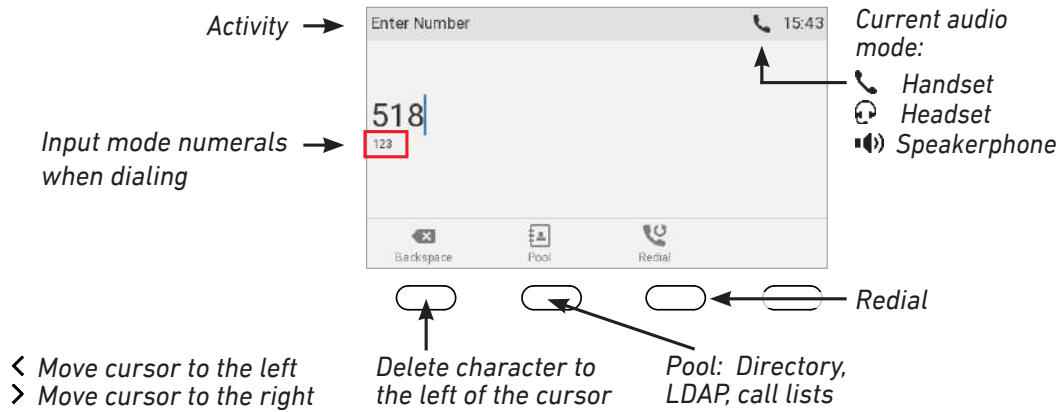 Activity
Enter Number
15:43
Current audio
mode:
Handset
Headset
Speakerphone
518
123
Input mode numerals
when dialing
Backspace
Pool
Redial
Redial
< Move cursor to the left
> Move cursor to the right
Delete character to
the left of the cursor
Pool: Directory,
LDAP, call lists